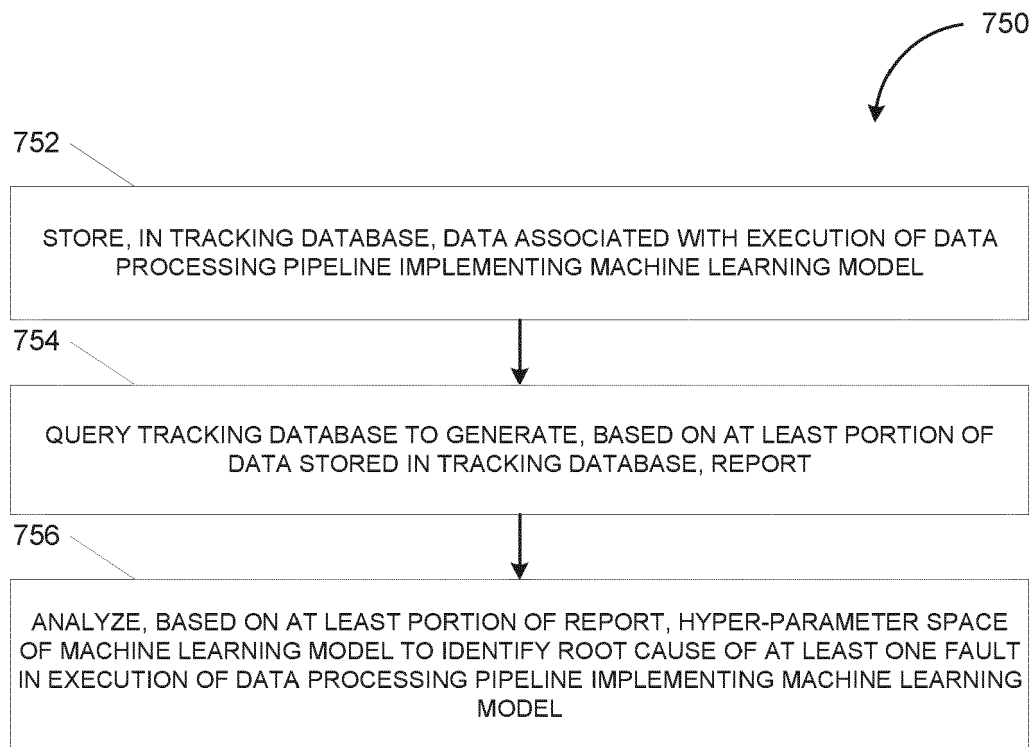 750
752
STORE, IN TRACKING DATABASE, DATA ASSOCIATED WITH EXECUTION OF DATA
PROCESSING PIPELINE IMPLEMENTING MACHINE LEARNING MODEL
754
QUERY TRACKING DATABASE TO GENERATE, BASED ON AT LEAST PORTION OF
DATA STORED IN TRACKING DATABASE, REPORT
756
ANALYZE, BASED ON AT LEAST PORTION OF REPORT, HYPER-PARAMETER SPACE
OF MACHINE LEARNING MODEL TO IDENTIFY ROOT CAUSE OF AT LEAST ONE FAULT
IN EXECUTION OF DATA PROCESSING PIPELINE IMPLEMENTING MACHINE LEARNING
MODEL